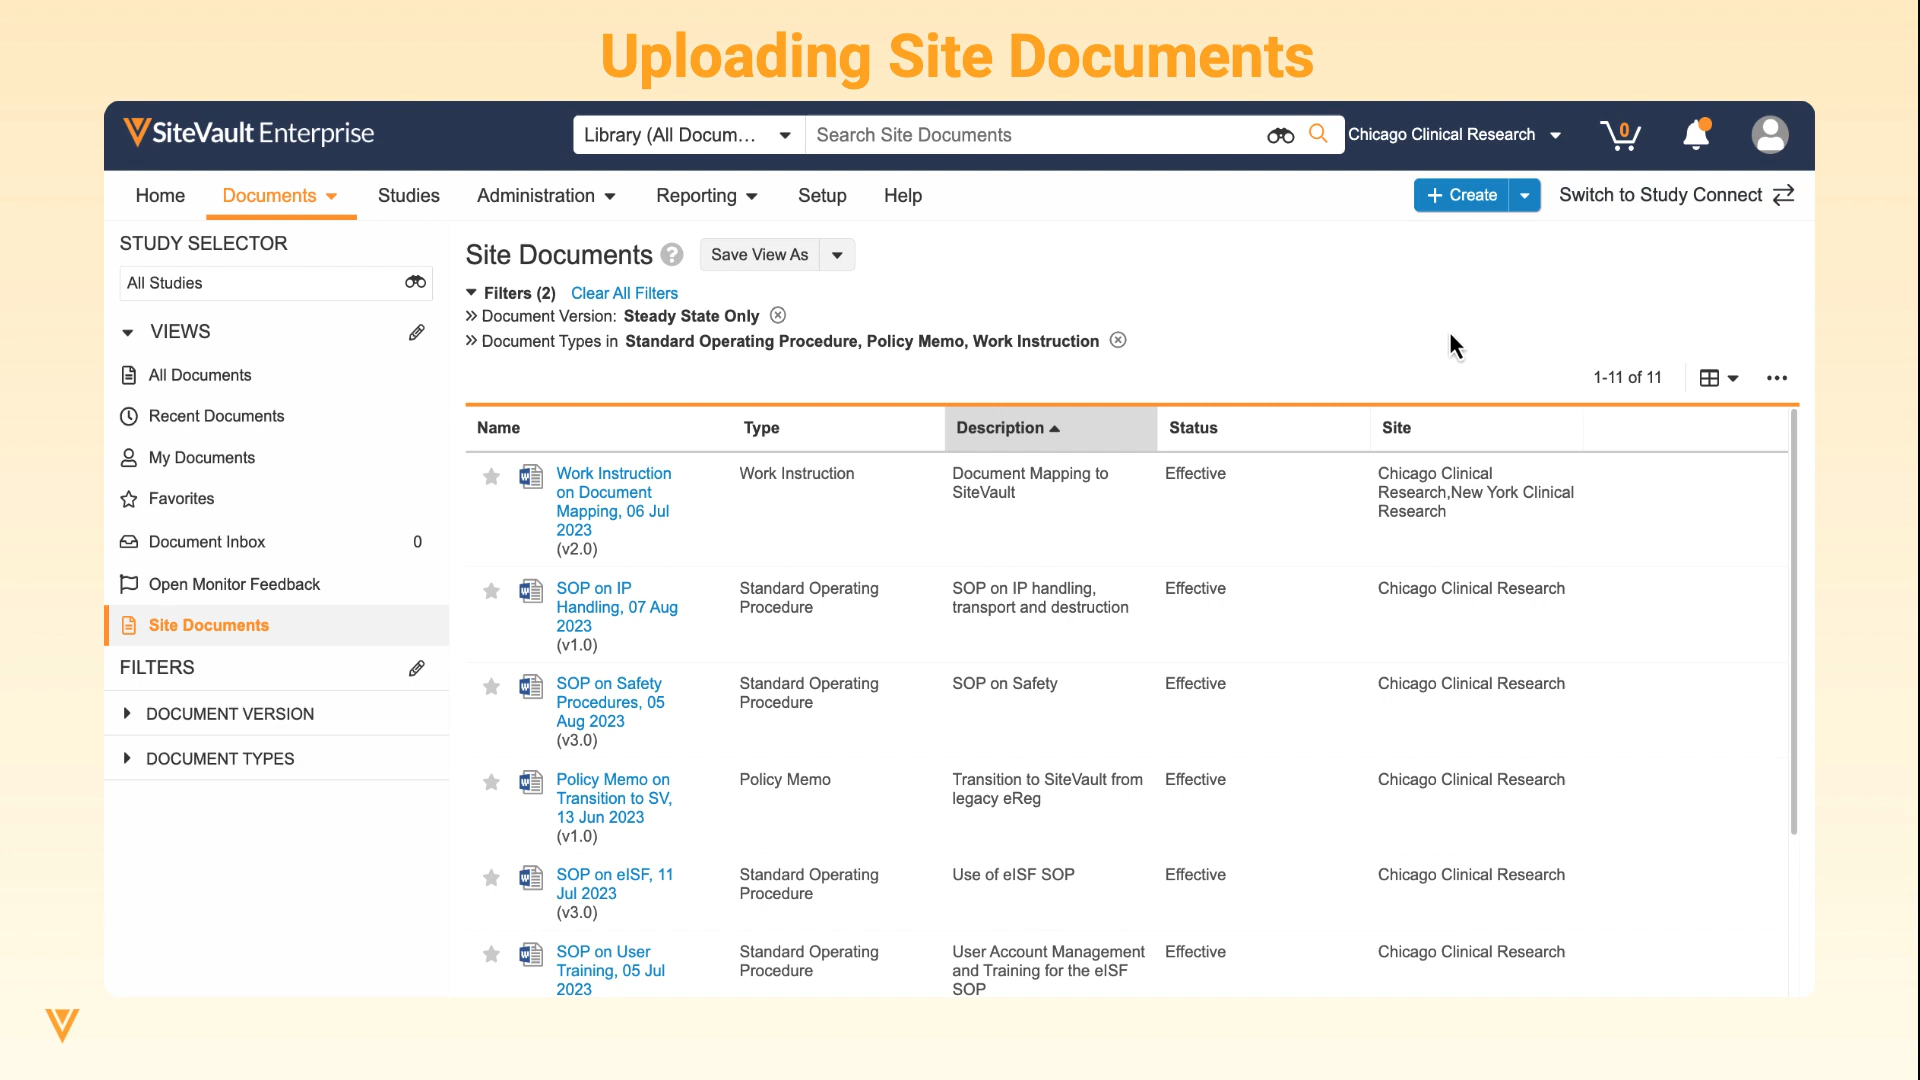 Uploading Site Documents
SiteVault Enterprise
Library (All Docum...
Search Site Documents
Chicago Clinical Research
0
Home
Documents
Studies
Administration
Reporting
Setup
Help
+ Create
Switch to Study Connect
STUDY SELECTOR
All Studies
VIEWS
All Documents
Recent Documents
My Documents
Favorites
Document Inbox 0
Open Monitor Feedback
Site Documents
FILTERS
DOCUMENT VERSION
DOCUMENT TYPES
Site Documents ?
Save View As
Filters (2) Clear All Filters
Document Version: Steady State Only
Document Types in Standard Operating Procedure, Policy Memo, Work Instruction
1-11 of 11
Name Type Description Status Site
Work Instruction
on Document
Mapping, 06 Jul
2023
(v2.0)
Work Instruction
Document Mapping to
SiteVault
Effective
Chicago Clinical
Research,New York Clinical
Research
SOP on IP
Handling, 07 Aug
2023
(v1.0)
Standard Operating
Procedure
SOP on IP handling,
transport and destruction
Effective
Chicago Clinical Research
SOP on Safety
Procedures, 05
Aug 2023
(v3.0)
Standard Operating
Procedure
SOP on Safety
Effective
Chicago Clinical Research
Policy Memo on
Transition to SV,
13 Jun 2023
(v1.0)
Policy Memo
Transition to SiteVault from
legacy eReg
Effective
Chicago Clinical Research
SOP on eISF, 11
Jul 2023
(v3.0)
Standard Operating
Procedure
Use of eISF SOP
Effective
Chicago Clinical Research
SOP on User
Training, 05 Jul
2023
Standard Operating
Procedure
User Account Management
and Training for the eISF
SOP
Effective
Chicago Clinical Research